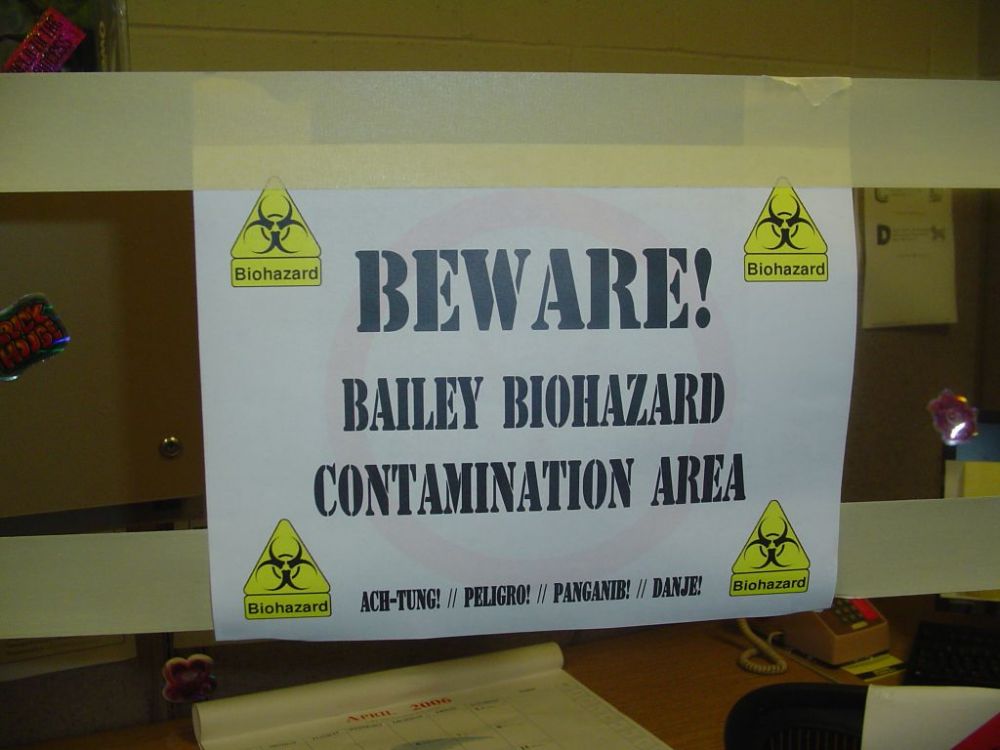 Biohazard
Biohazard
BEWARE!
BAILEY BIOHAZARD
CONTAMINATION AREA
Biohazard
Biohazard
ACH-TUNG! // PELIGRO! // PANGANIB! // DANJE!
APRIL 2006
D